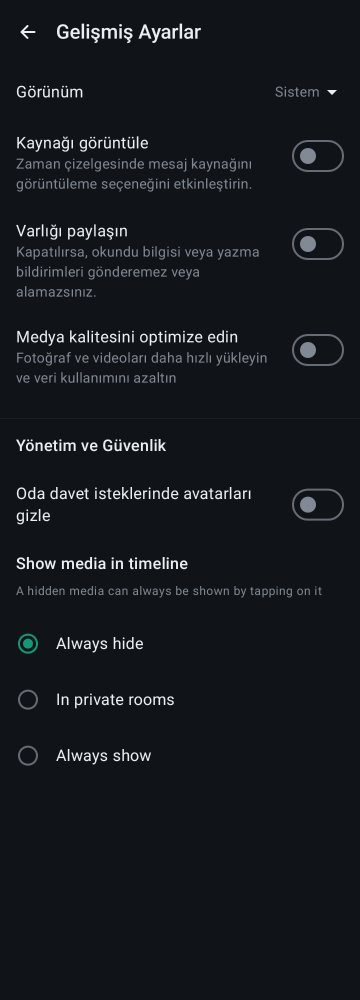 Gelişmiş Ayarlar
Görünüm
Sistem
Kaynağı görüntüle
Zaman çizelgesinde mesaj kaynağını
görüntüleme seçeneğini etkinleştirin.
Varlığı paylaşın
Kapatılırsa, okundu bilgisi veya yazma
bildirimleri gönderemez veya
alamazsınız.
Medya kalitesini optimize edin
Fotoğraf ve videoları daha hızlı yükleyin
ve veri kullanımını azaltın
Yönetim ve Güvenlik
Oda davet isteklerinde avatarları
gizle
Show media in timeline
A hidden media can always be shown by tapping on it
Always hide
In private rooms
Always show